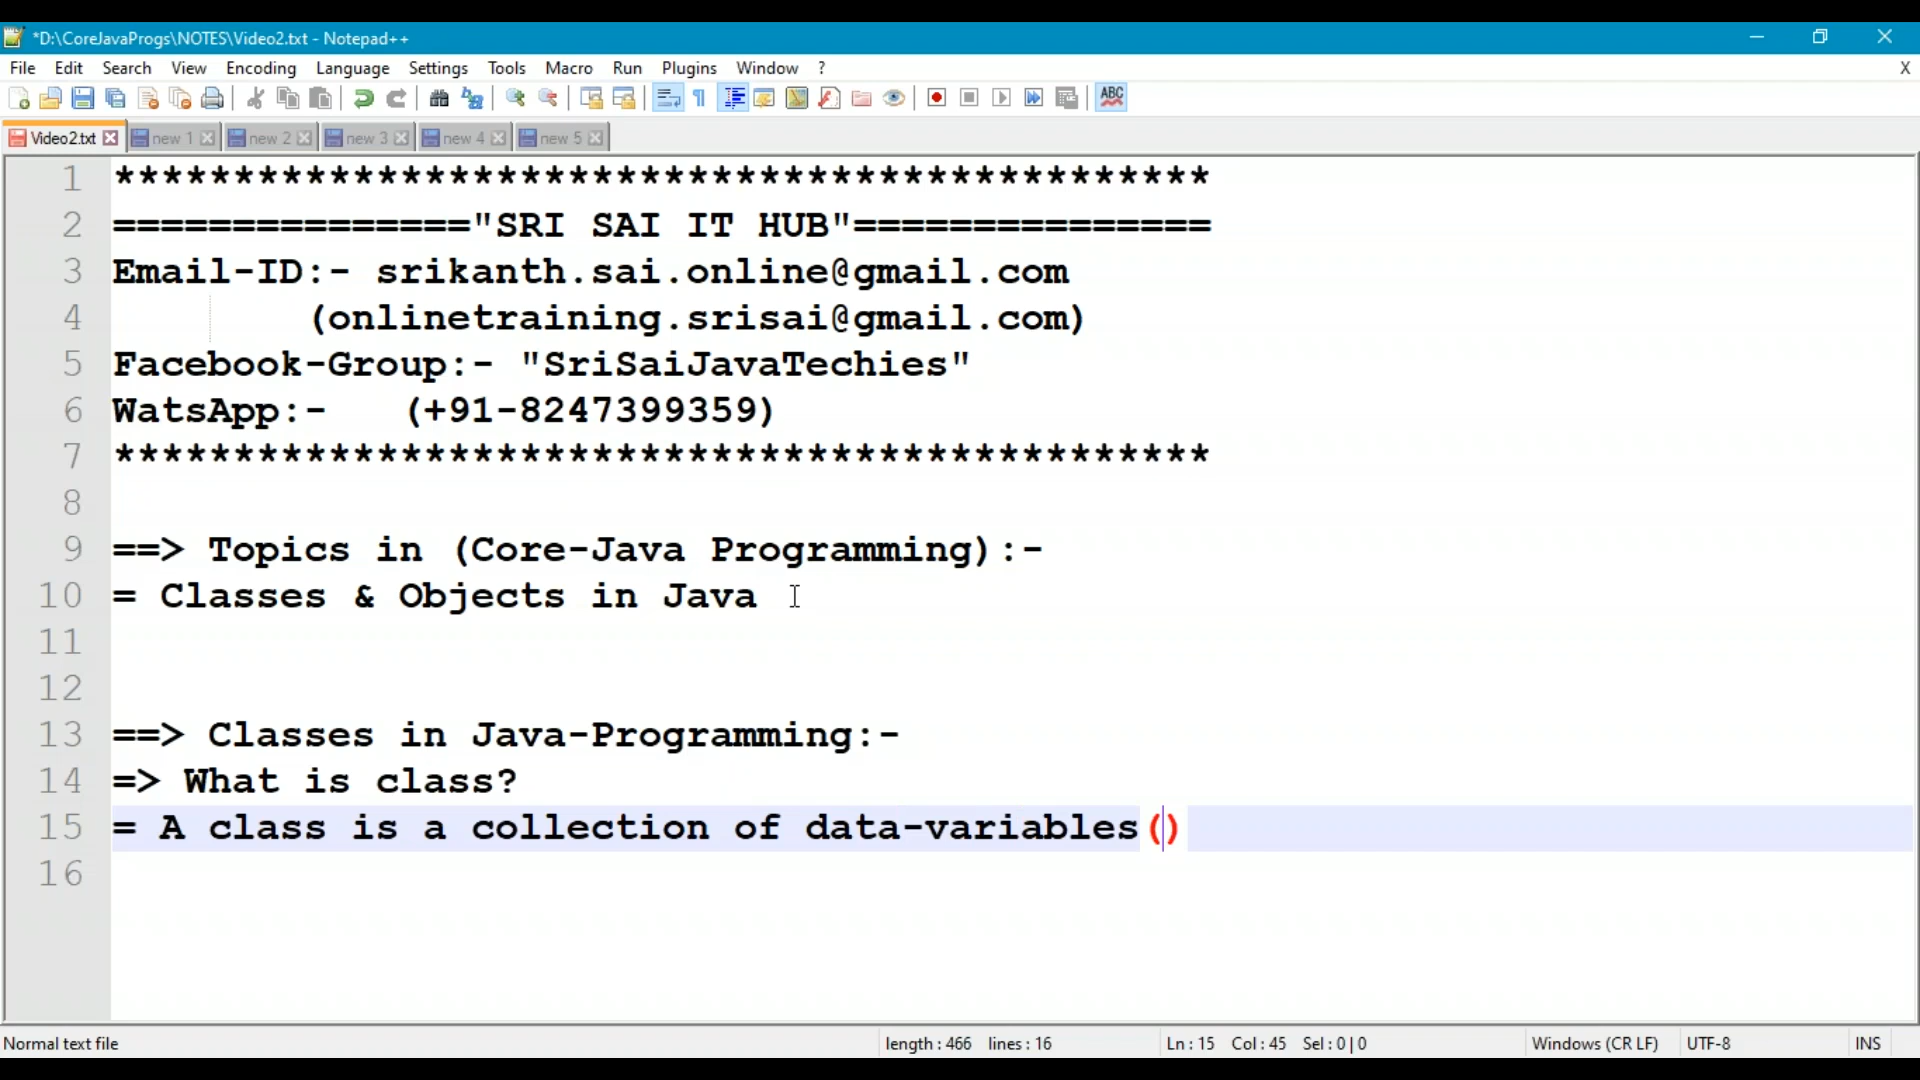 *D:\CoreJavaProgs\NOTES\Video2.txt - Notepad++
File Edit Search View Encoding Language Settings Tools Macro Run Plugins Window ? X
ABC
Video2.txt new 1 new 2 new 3 new 4 new 5
1 **********************************************
2 ==============="SRI SAI IT HUB"===============
3 Email-ID:- srikanth.sai.online@gmail.com
4 (onlinetraining.srisai@gmail.com)
5 Facebook-Group:- "SriSaiJavaTechies"
6 WatsApp:- (+91-8247399359)
7 **********************************************
8
9 ==> Topics in (Core-Java Programming):-
10 = Classes & Objects in Java
11
12
13 ==> Classes in Java-Programming:-
14 => What is class?
15 = A class is a collection of data-variables()
16
Normal text file length : 466 lines : 16 Ln : 15 Col : 45 Sel : 0 | 0 Windows (CR LF) UTF-8 INS